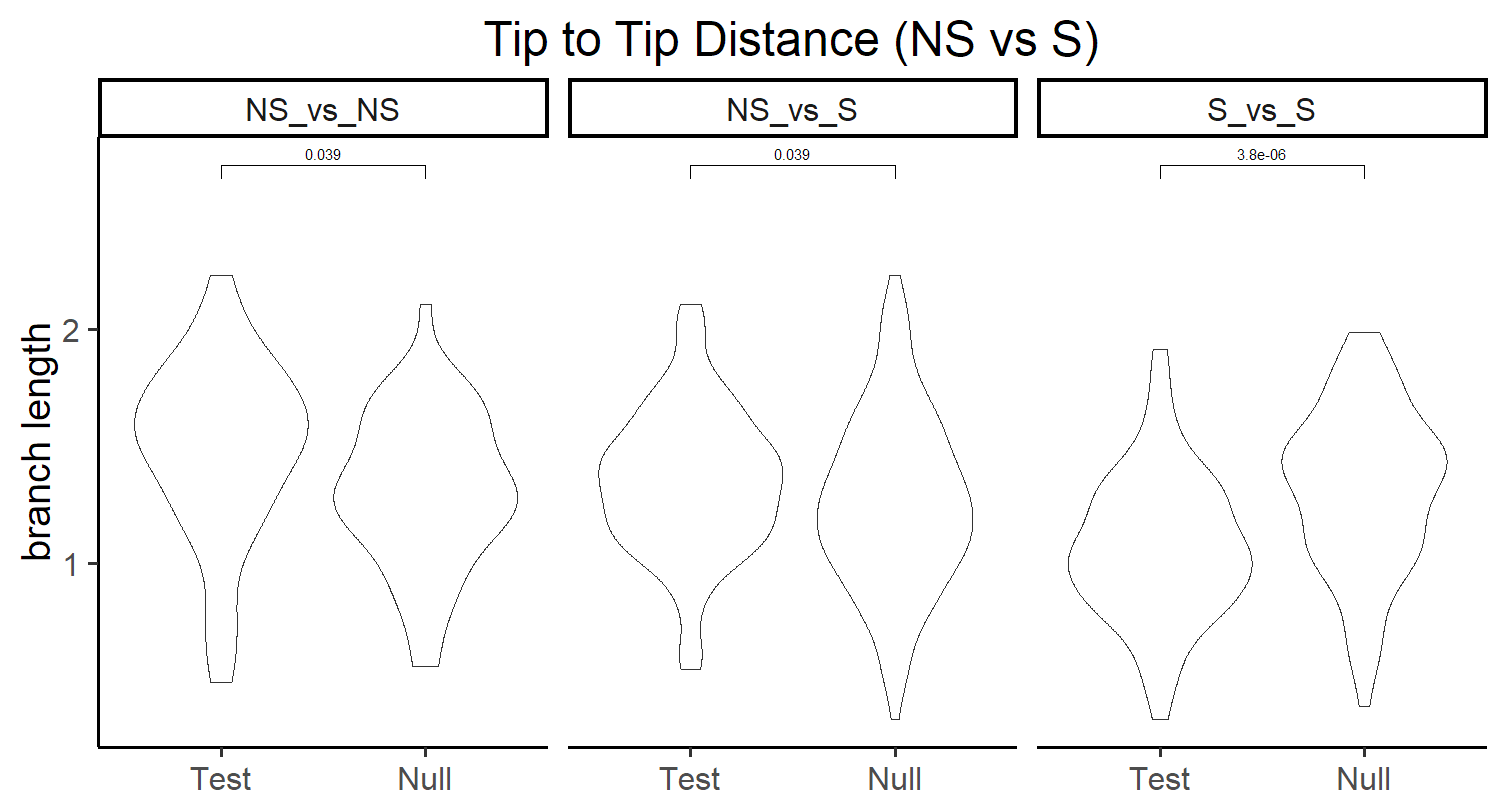 Tip to Tip Distance (NS vs S)
NS_vs_NS
NS_vs_S
S_vs_S
0.039
0.039
3.8e-06
branch length
2
1
Test
Null
Test
Null
Test
Null